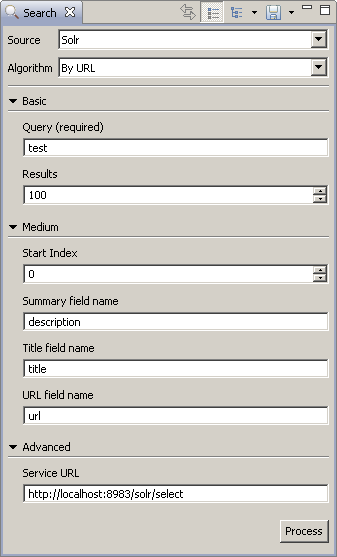 Search
Source Solr
Algorithm By URL
Basic
Query (required)
test
Results
100
Medium
Start Index
0
Summary field name
description
Title field name
title
URL field name
url
Advanced
Service URL
http://localhost:8983/solr/select
Process